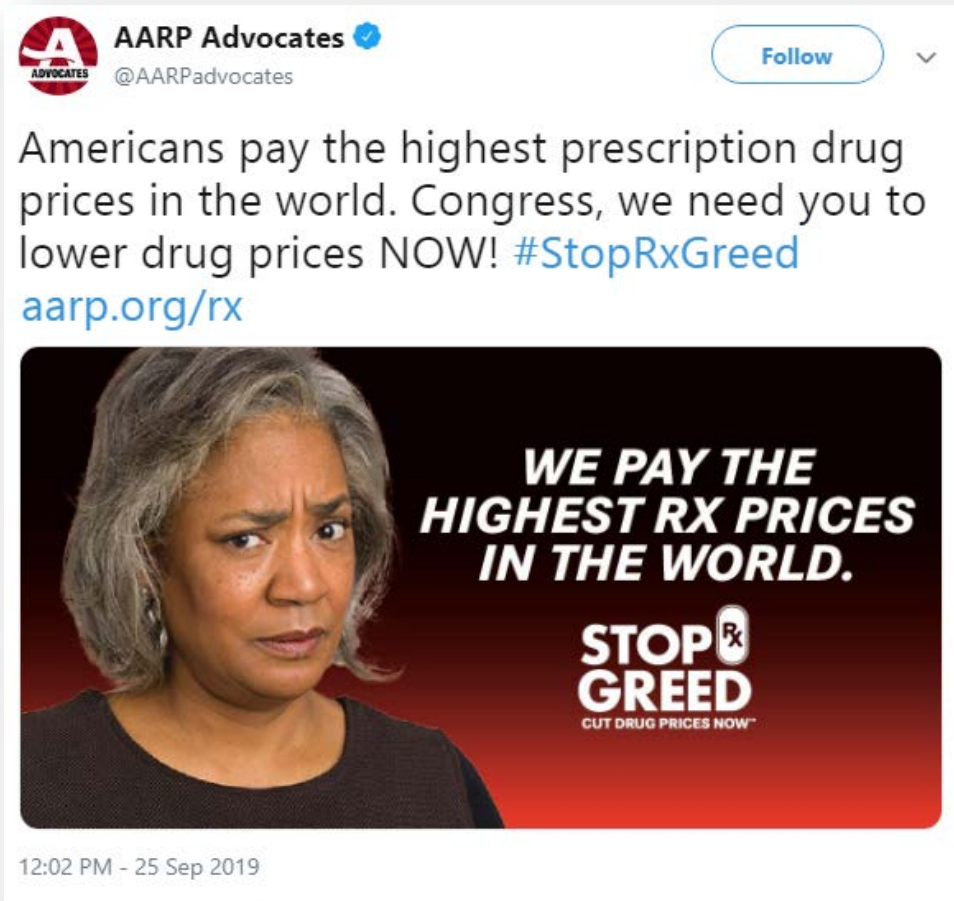 A
ADVOCATES
AARP Advocates
@AARPadvocates
Follow
Americans pay the highest prescription drug
prices in the world. Congress, we need you to
lower drug prices NOW! #StopRxGreed
aarp.org/rx
WE PAY THE
HIGHEST RX PRICES
IN THE WORLD.
STOP RX
GREED
CUT DRUG PRICES NOW™
12:02 PM - 25 Sep 2019